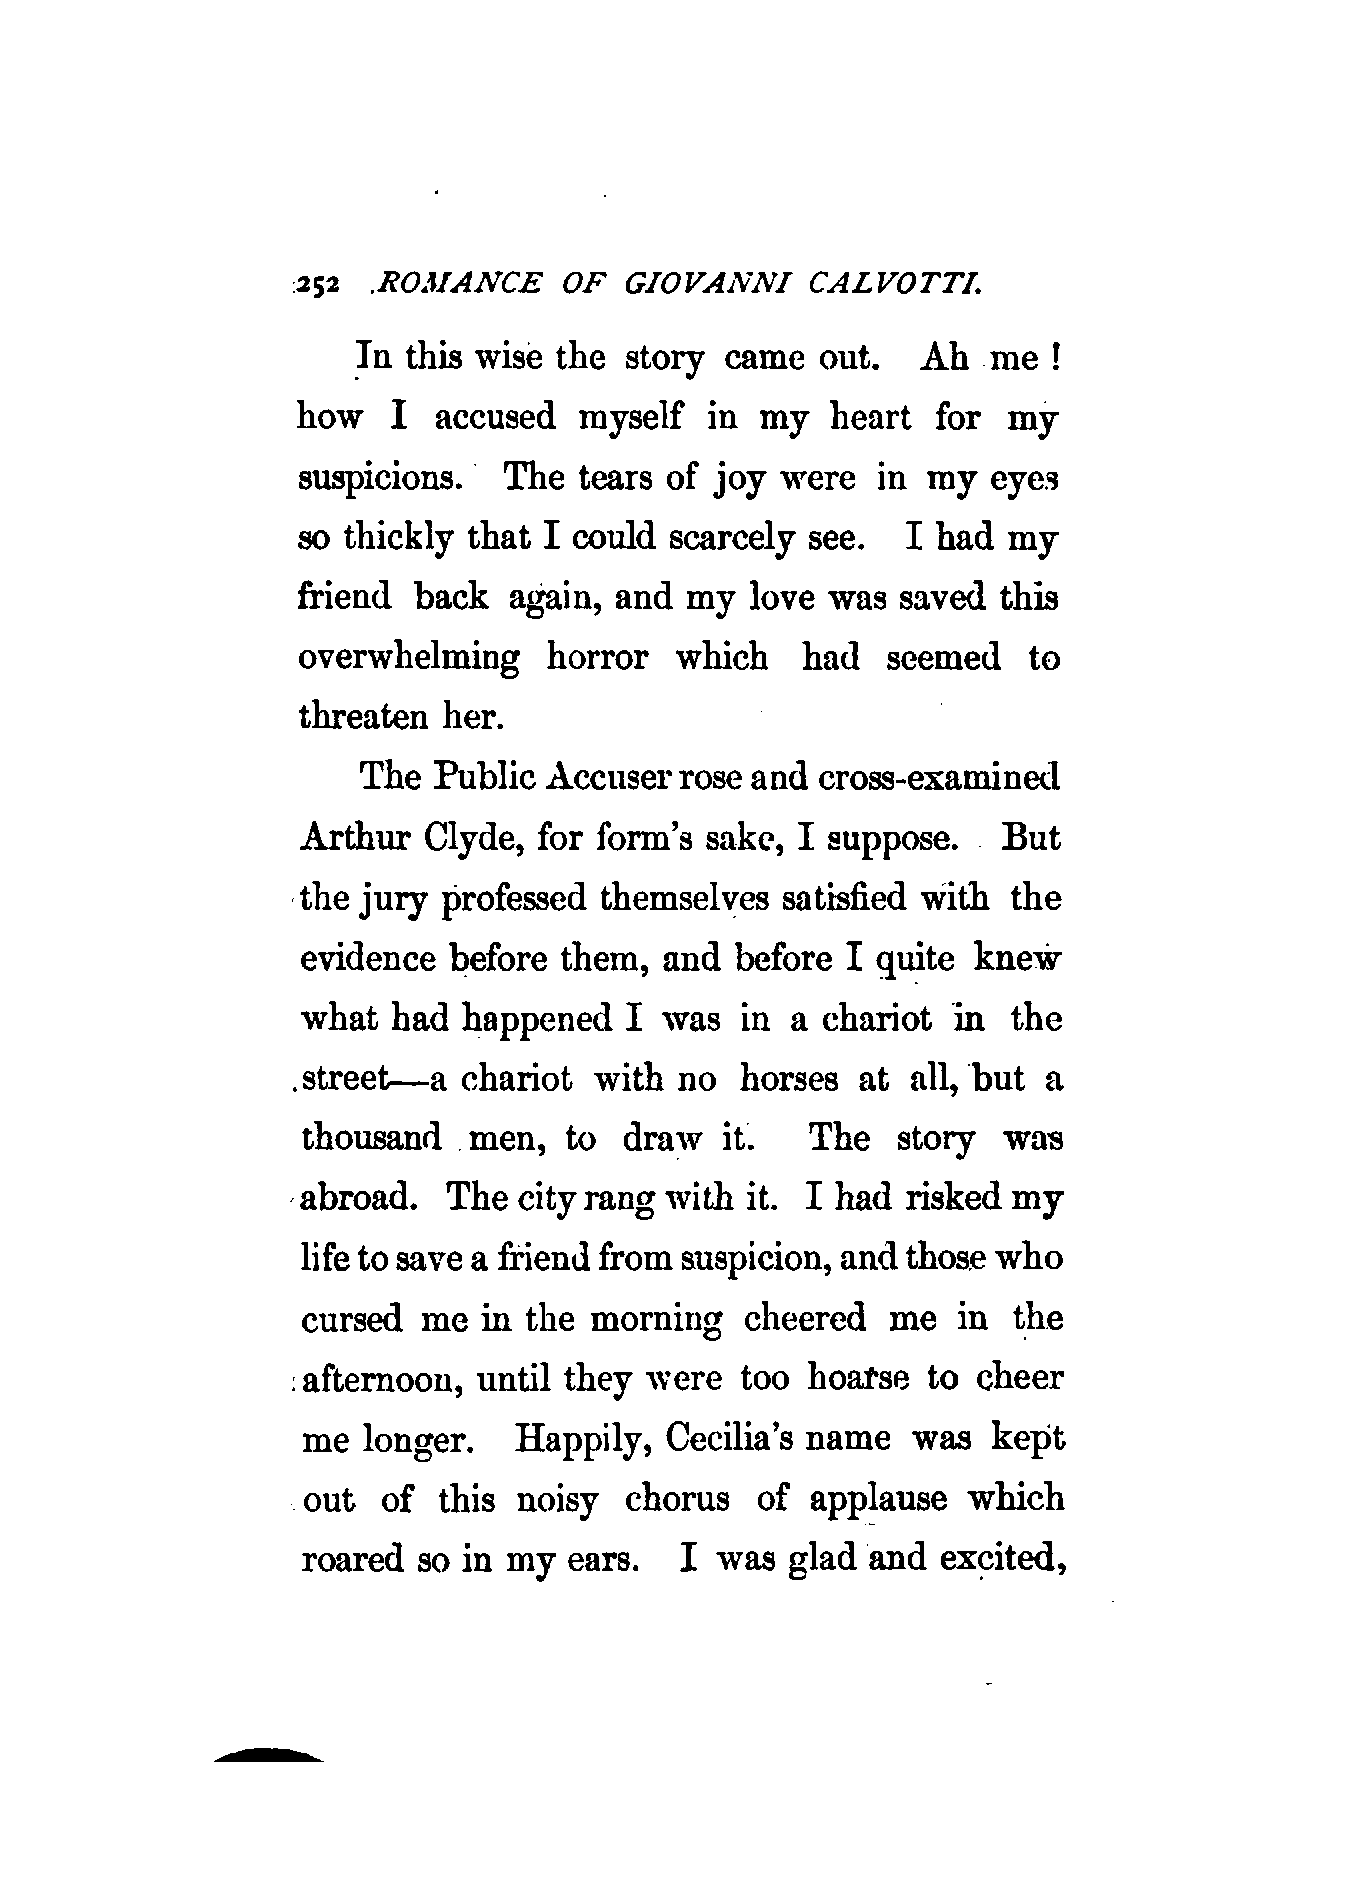 252 ROMANCE OF GIOVANNI CALVOTTI.
In this wise the story came out. Ah me !
how I accused myself in my heart for my
suspicions. The tears of joy were in my eyes
so thickly that I could scarcely see. I had my
friend back again, and my love was saved this
overwhelming horror which had seemed to
threaten her.
The Public Accuser rose and cross-examined
Arthur Clyde, for form's sake, I suppose. But
the jury professed themselves satisfied with the
evidence before them, and before I quite knew
what had happened I was in a chariot in the
street—a chariot with no horses at all, but a
thousand men, to draw it. The story was
abroad. The city rang with it. I had risked my
life to save a friend from suspicion, and those who
cursed me in the morning cheered me in the
afternoon, until they were too hoarse to cheer
me longer. Happily, Cecilia's name was kept
out of this noisy chorus of applause which
roared so in my ears. I was glad and excited,